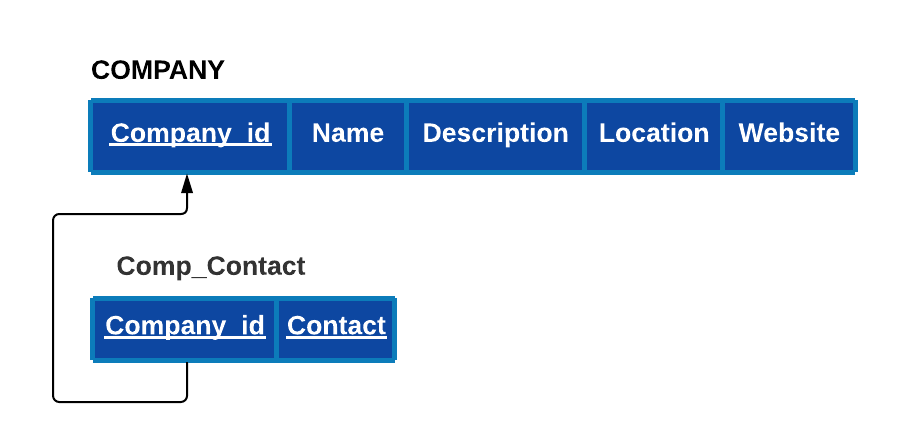 COMPANY
Company_id Name Description Location Website
Comp_Contact
Company_id Contact